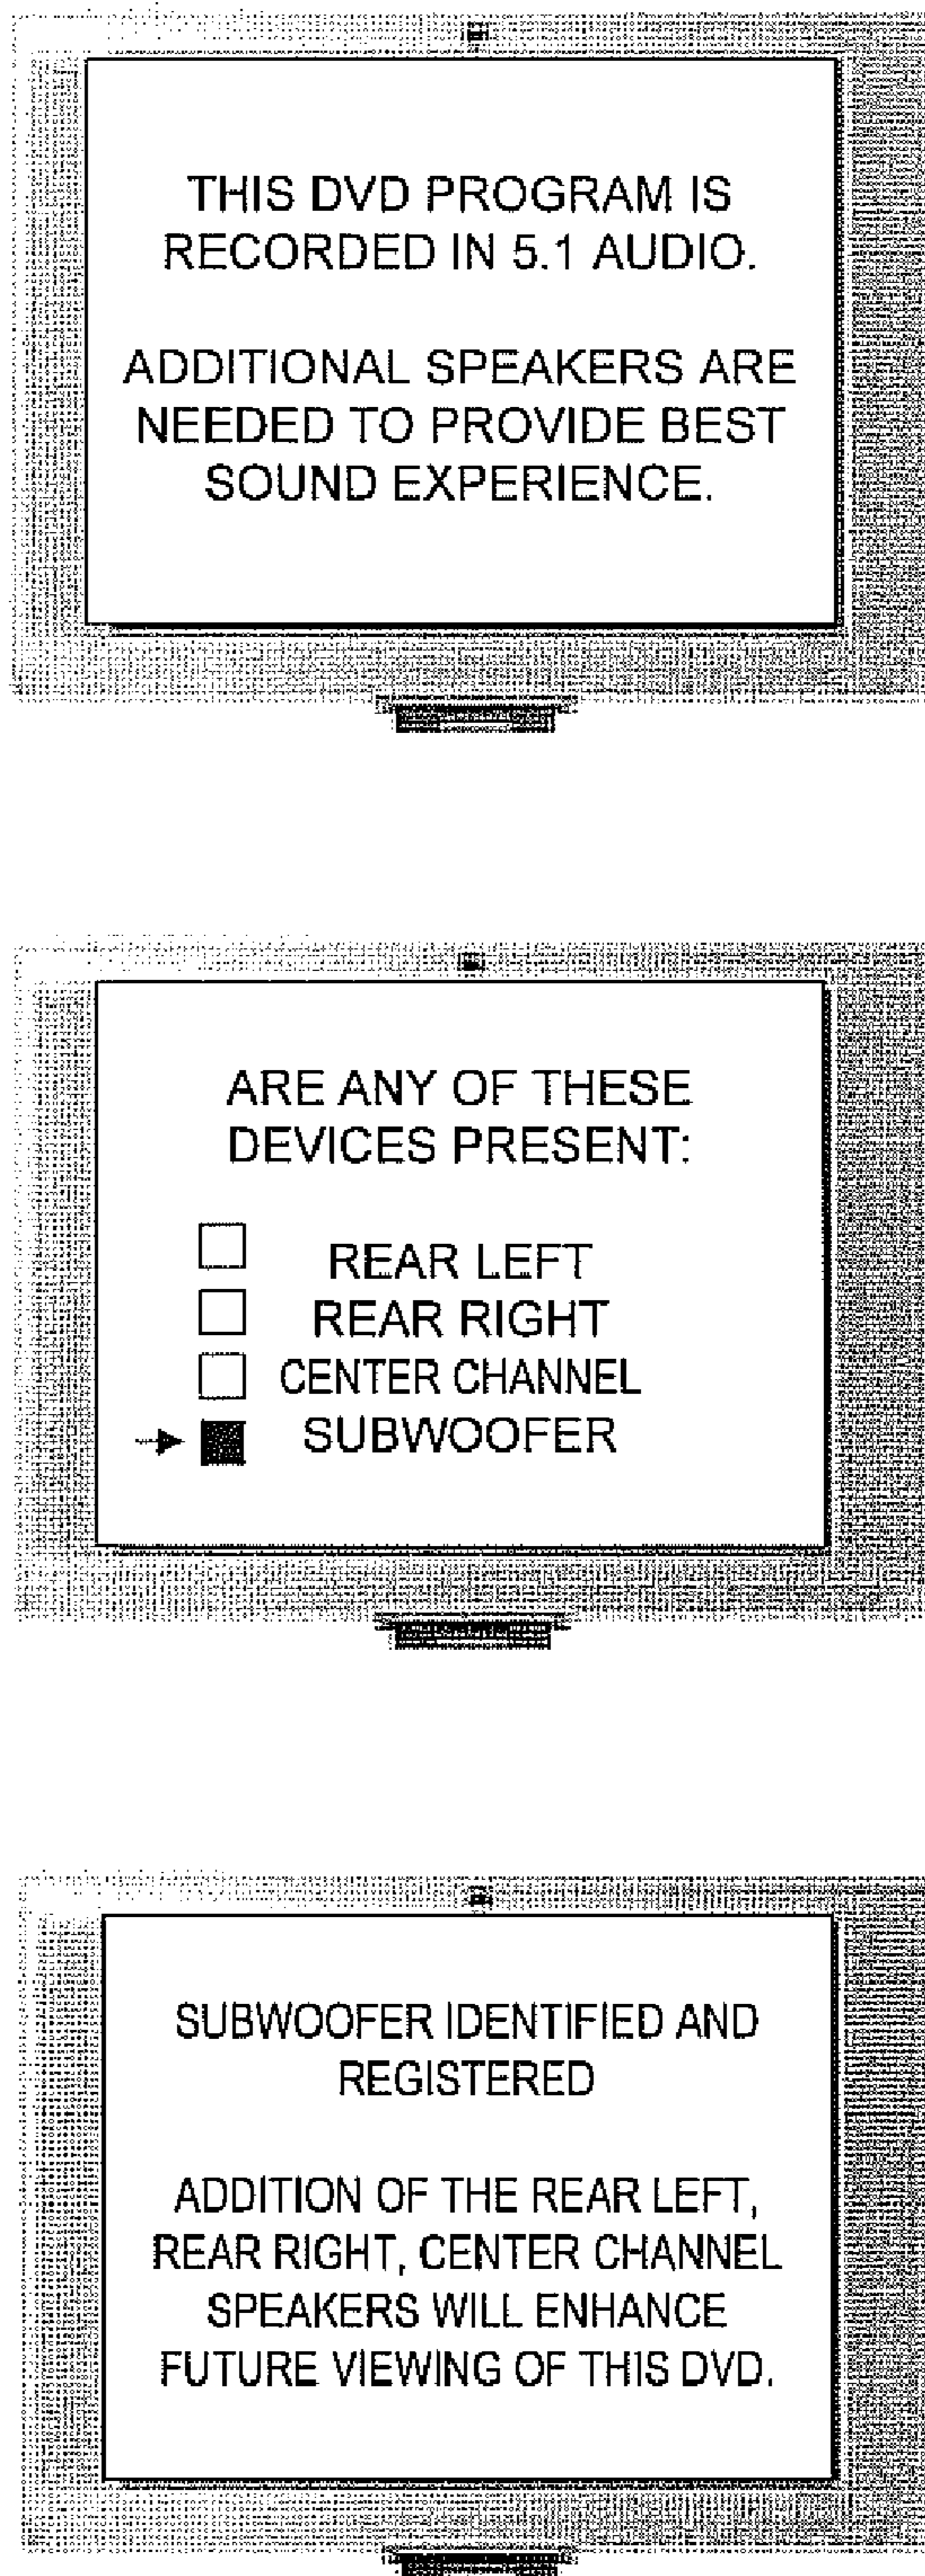 THIS DVD PROGRAM IS
RECORDED IN 5.1 AUDIO.
ADDITIONAL SPEAKERS ARE
NEEDED TO PROVIDE BEST
SOUND EXPERIENCE.
ARE ANY OF THESE
DEVICES PRESENT:
REAR LEFT
REAR RIGHT
CENTER CHANNEL
SUBWOOFER
SUBWOOFER IDENTIFIED AND
REGISTERED
ADDITION OF THE REAR LEFT,
REAR RIGHT, CENTER CHANNEL
SPEAKERS WILL ENHANCE
FUTURE VIEWING OF THIS DVD.